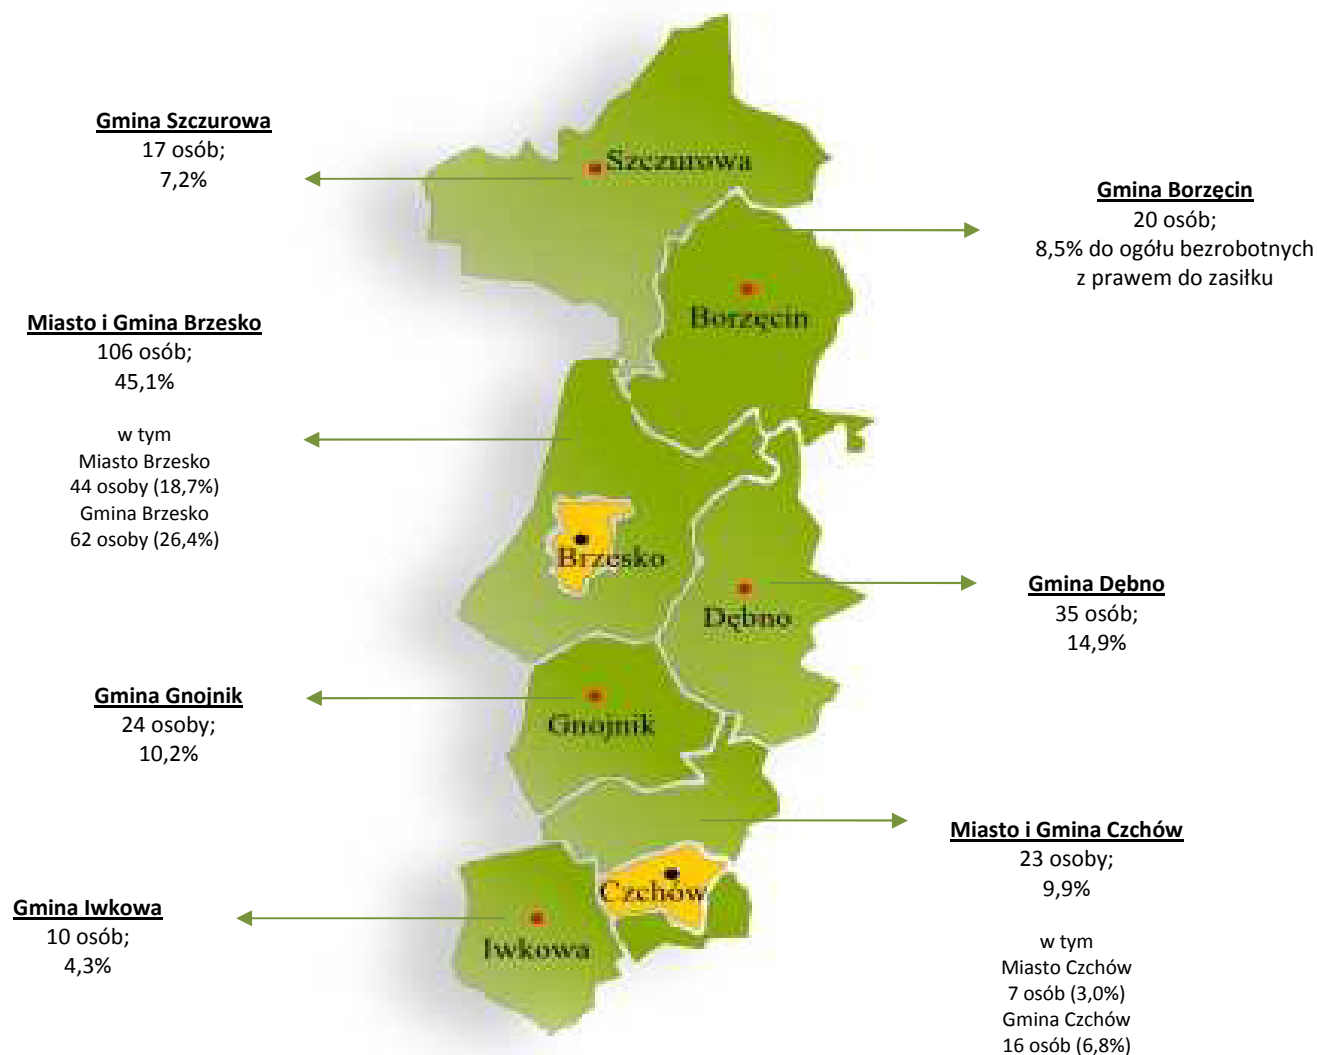 Gmina Szczurowa
17 osób;
7,2%
Szczurowa
Gmina Borzęcin
20 osób;
8,5% do ogółu bezrobotnych
z prawem do zasiłku
Borzęcin
Miasto i Gmina Brzesko
106 osób;
45,1%
w tym
Miasto Brzesko
44 osoby (18,7%)
Gmina Brzesko
62 osoby (26,4%)
Brzesko
Gmina Dębno
35 osób;
14,9%
Dębno
Gmina Gnojnik
24 osoby;
10,2%
Gnojnik
Miasto i Gmina Czchów
23 osoby;
9,9%
w tym
Miasto Czchów
7 osób (3,0%)
Gmina Czchów
16 osób (6,8%)
Czchów
Gmina Iwkowa
10 osób;
4,3%
Iwkowa